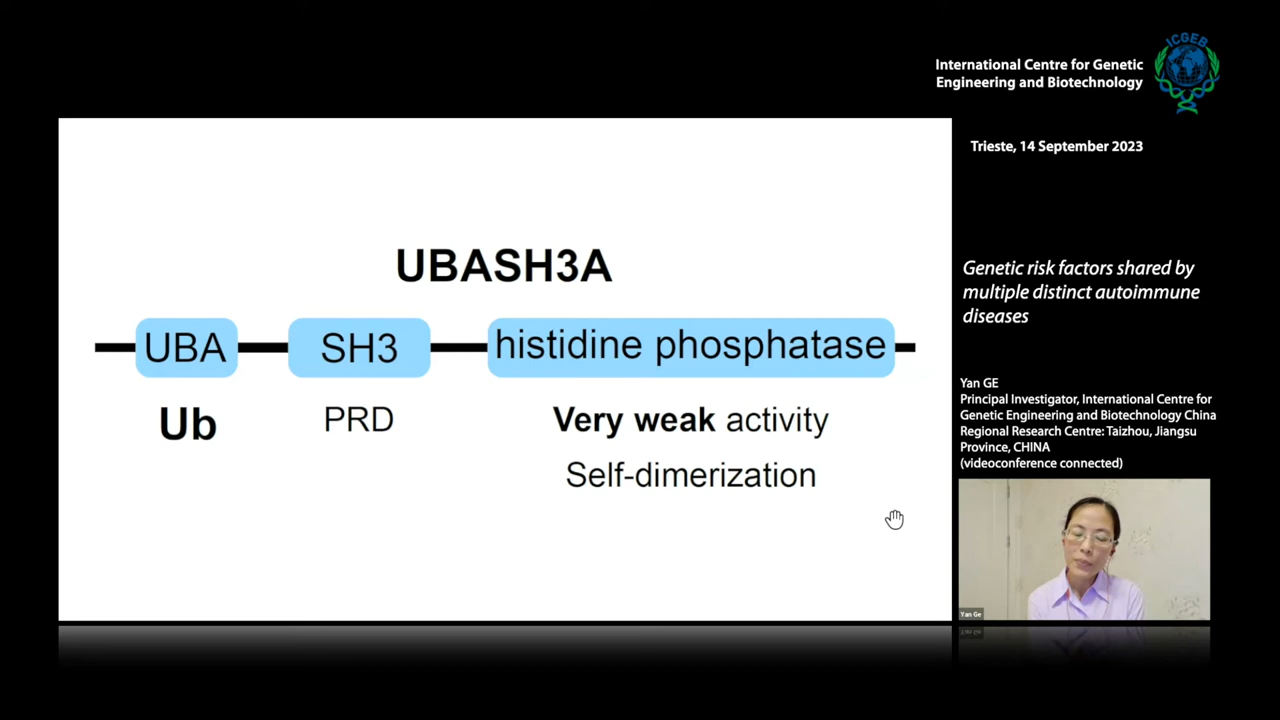 ICGEB
International Centre for Genetic
Engineering and Biotechnology
Trieste, 14 September 2023
UBASH3A
UBA SH3 histidine phosphatase
Ub PRD Very weak activity
Self-dimerization
Genetic risk factors shared by
multiple distinct autoimmune
diseases
Yan GE
Principal Investigator, International Centre for
Genetic Engineering and Biotechnology China
Regional Research Centre: Taizhou, Jiangsu
Province, CHINA
(videoconference connected)
Yan Ge